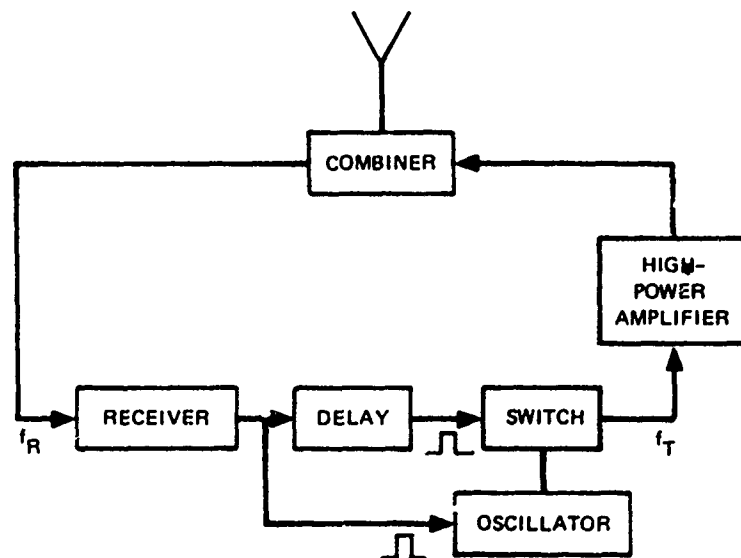 COMBINER
HIGH-
POWER
AMPLIFIER
RECEIVER
DELAY
SWITCH
f_R
f_T
OSCILLATOR